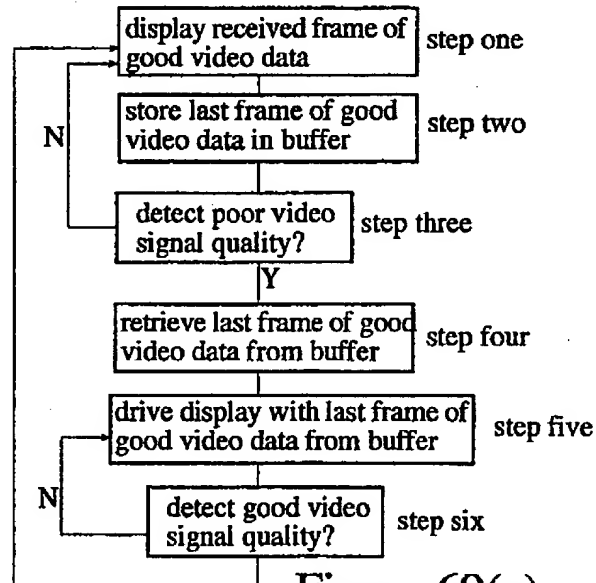 display received frame of
good video data
step one
store last frame of good
video data in buffer
step two
N
detect poor video
signal quality?
step three
Y
retrieve last frame of good
video data from buffer
step four
drive display with last frame of
good video data from buffer
step five
N
detect good video
signal quality?
step six